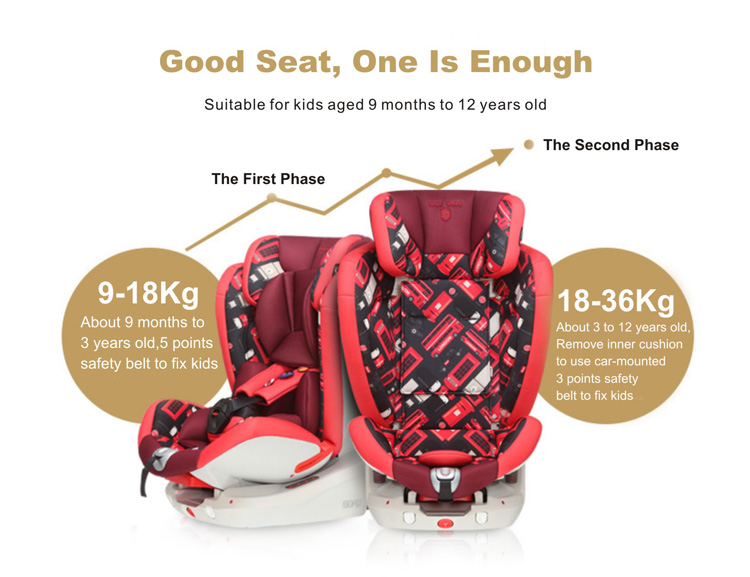 Good Seat, One Is Enough
Suitable for kids aged 9 months to 12 years old
The Second Phase
The First Phase
9-18Kg
About 9 months to
3 years old,5 points
safety belt to fix kids
18-36Kg
About 3 to 12 years old,
Remove inner cushion
to use car-mounted
3 points safety
belt to fix kids